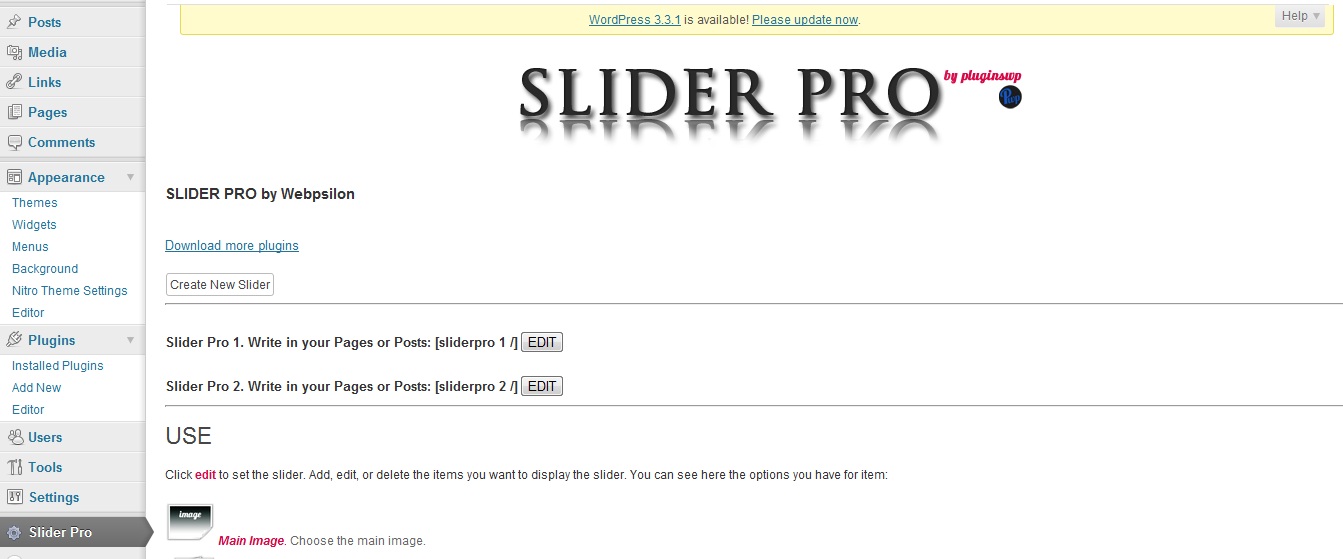 Posts
Media
Links
Pages
Comments
Appearance
Themes
Widgets
Menus
Background
Nitro Theme Settings
Editor
Plugins
Installed Plugins
Add New
Editor
Users
Tools
Settings
Slider Pro
WordPress 3.3.1 is available! Please update now.
Help
SLIDER PRO
by pluginswp
SLIDER PRO by Webpsilon
Download more plugins
Create New Slider
Slider Pro 1. Write in your Pages or Posts: [sliderpro 1 /] EDIT
Slider Pro 2. Write in your Pages or Posts: [sliderpro 2 /] EDIT
USE
Click edit to set the slider. Add, edit, or delete the items you want to display the slider. You can see here the options you have for item:
image
Main Image. Choose the main image.